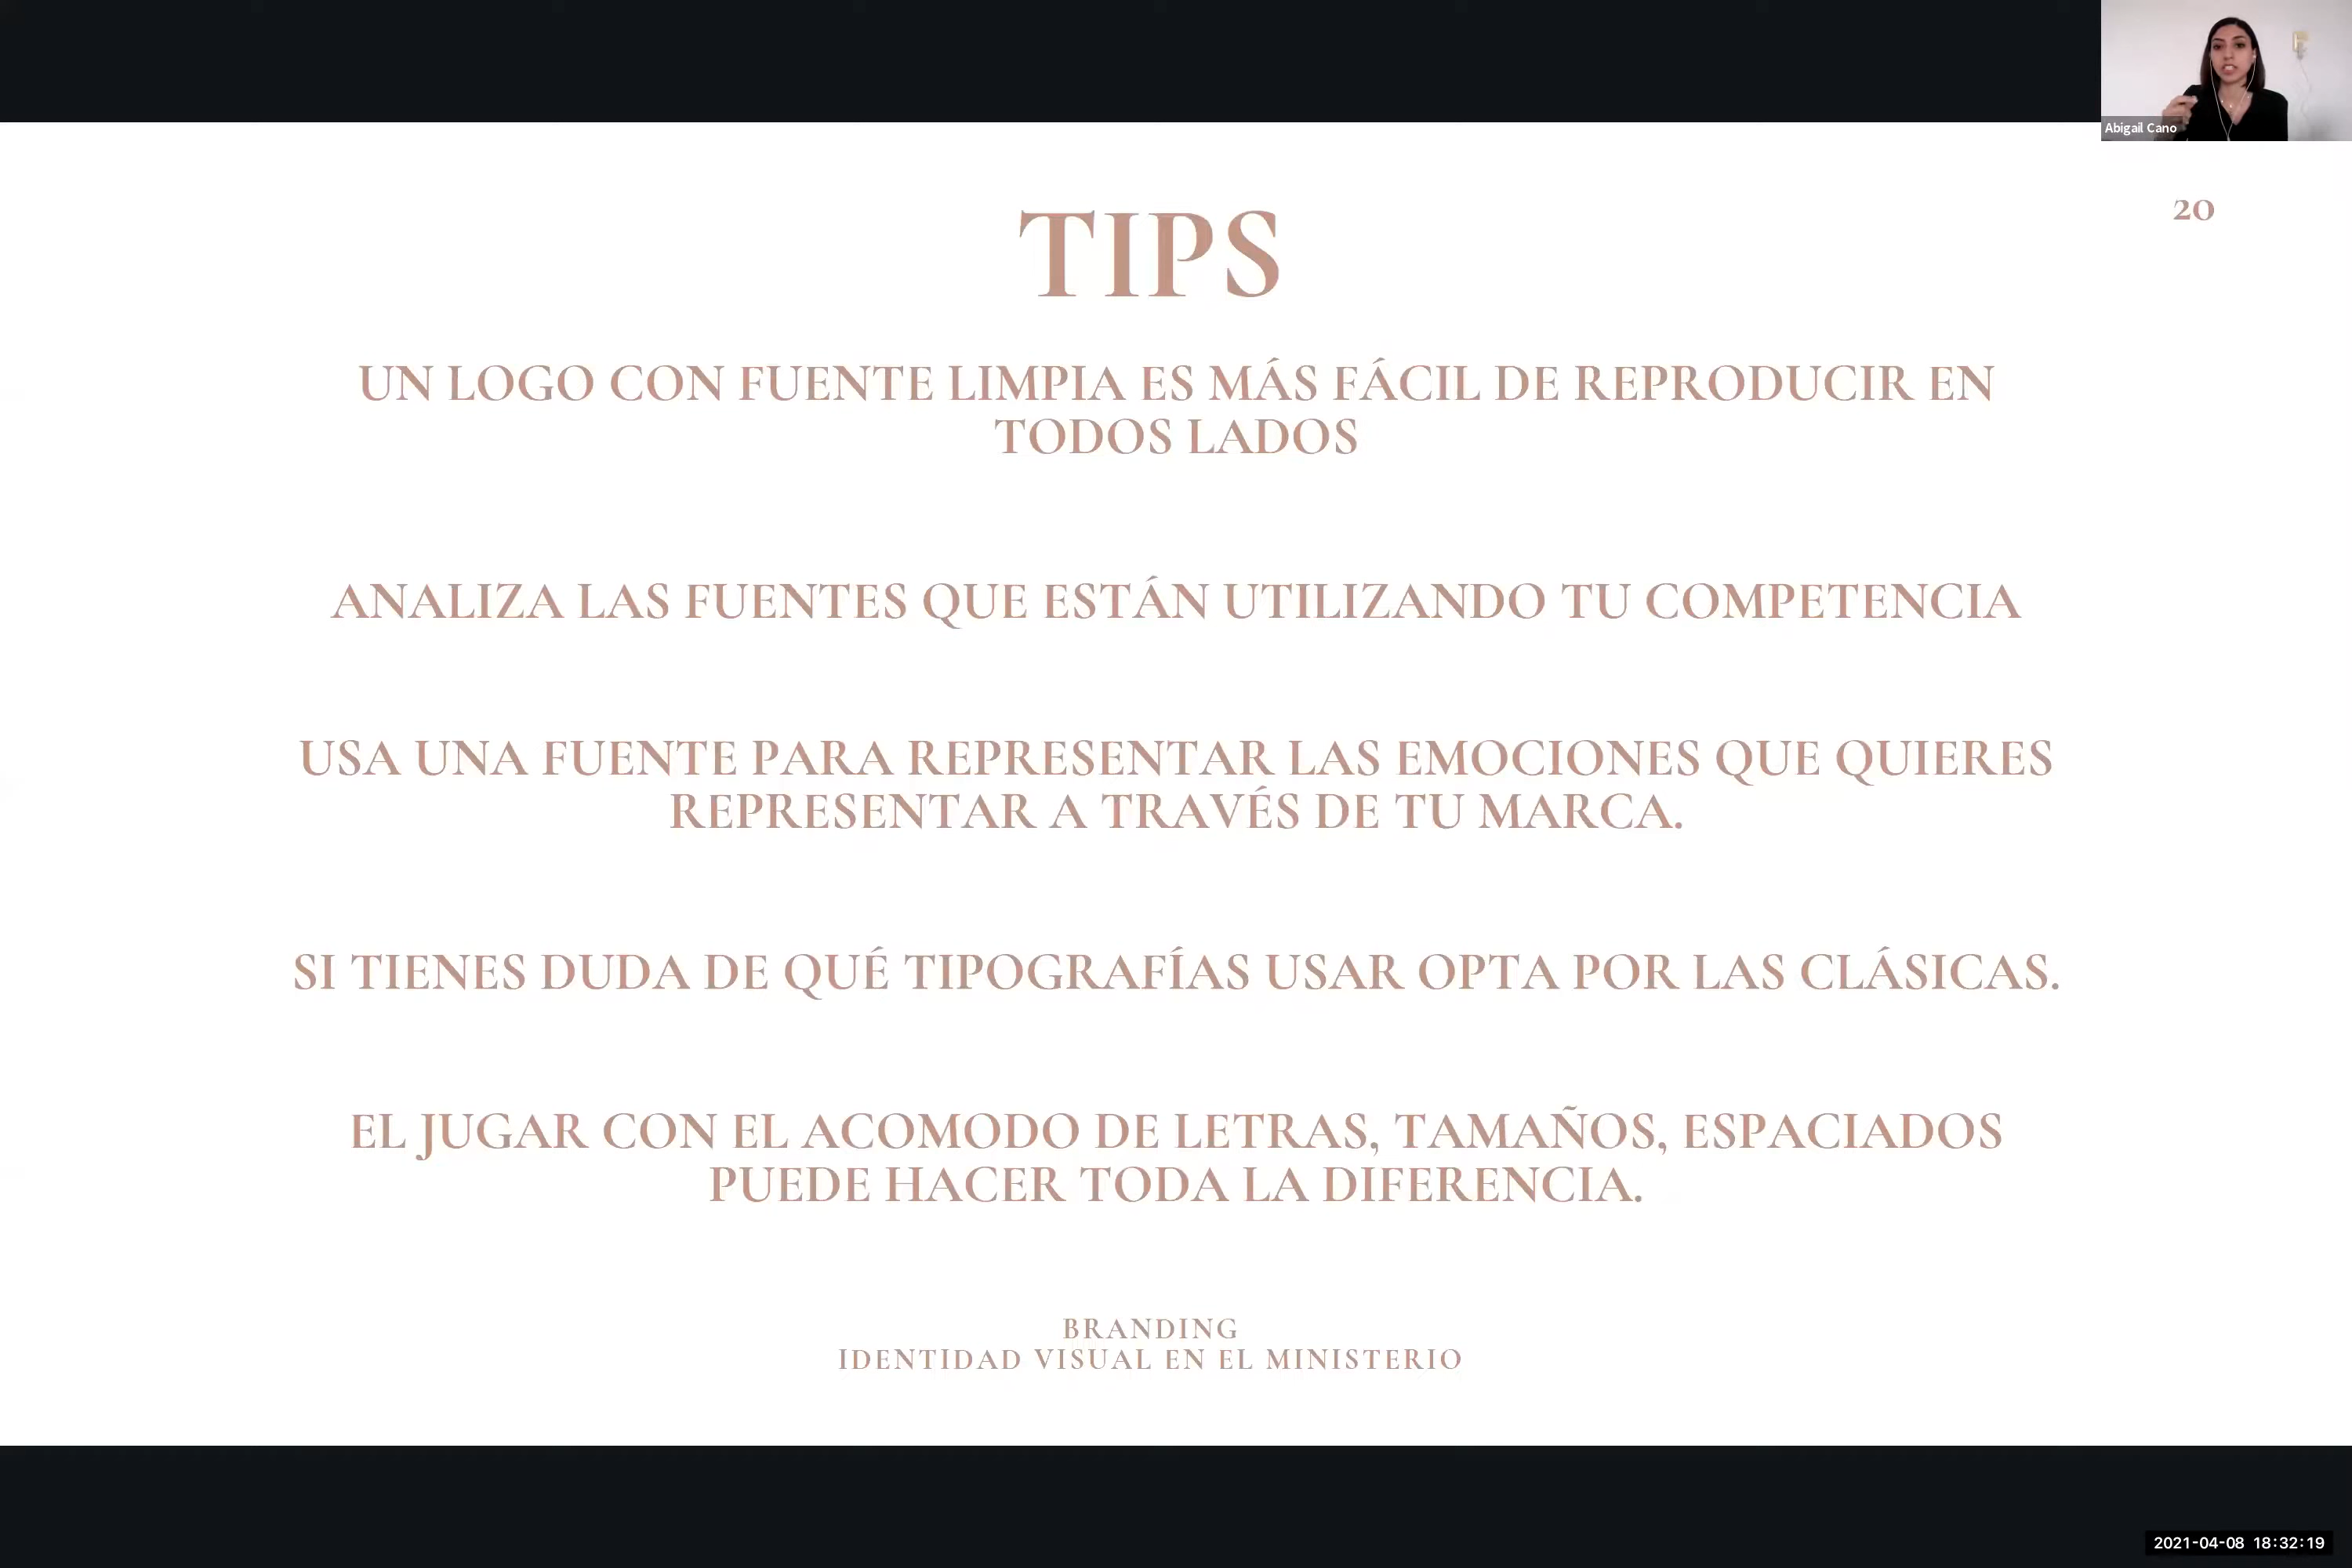 Abigail Cano
20
TIPS
UN LOGO CON FUENTE LIMPIA ES MÁS FÁCIL DE REPRODUCIR EN
TODOS LADOS
ANALIZA LAS FUENTES QUE ESTÁN UTILIZANDO TU COMPETENCIA
USA UNA FUENTE PARA REPRESENTAR LAS EMOCIONES QUE QUIERES
REPRESENTAR A TRAVÉS DE TU MARCA.
SI TIENES DUDA DE QUÉ TIPOGRAFÍAS USAR OPTA POR LAS CLÁSICAS.
EL JUGAR CON EL ACOMODO DE LETRAS, TAMAÑOS, ESPACIADOS
PUEDE HACER TODA LA DIFERENCIA.
BRANDING
IDENTIDAD VISUAL EN EL MINISTERIO
2021-04-08 18:32:19